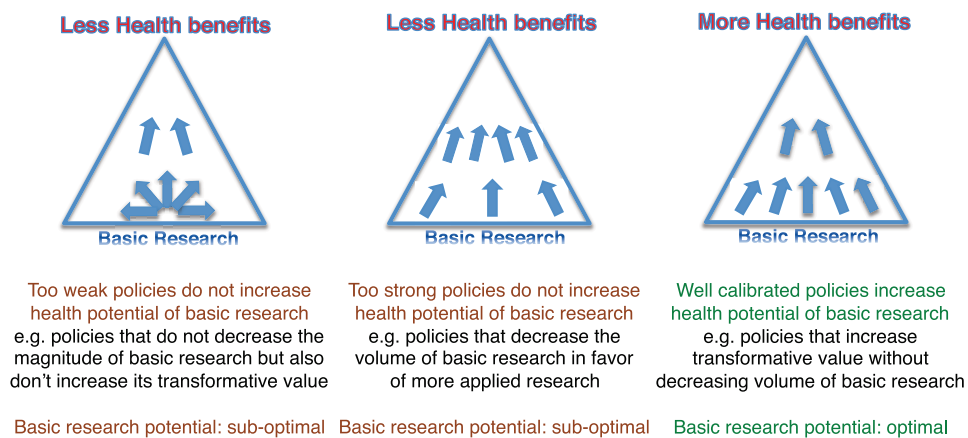 Less Health benefits
Basic Research
Too weak policies do not increase
health potential of basic research
e.g. policies that do not decrease the
magnitude of basic research but also
don't increase its transformative value
Basic research potential: sub-optimal
Less Health benefits
Basic Research
Too strong policies do not increase
health potential of basic research
e.g. policies that decrease the
volume of basic research in favor
of more applied research
Basic research potential: sub-optimal
More Health benefits
Basic Research
Well calibrated policies increase
health potential of basic research
e.g. policies that increase
transformative value without
decreasing volume of basic research
Basic research potential: optimal